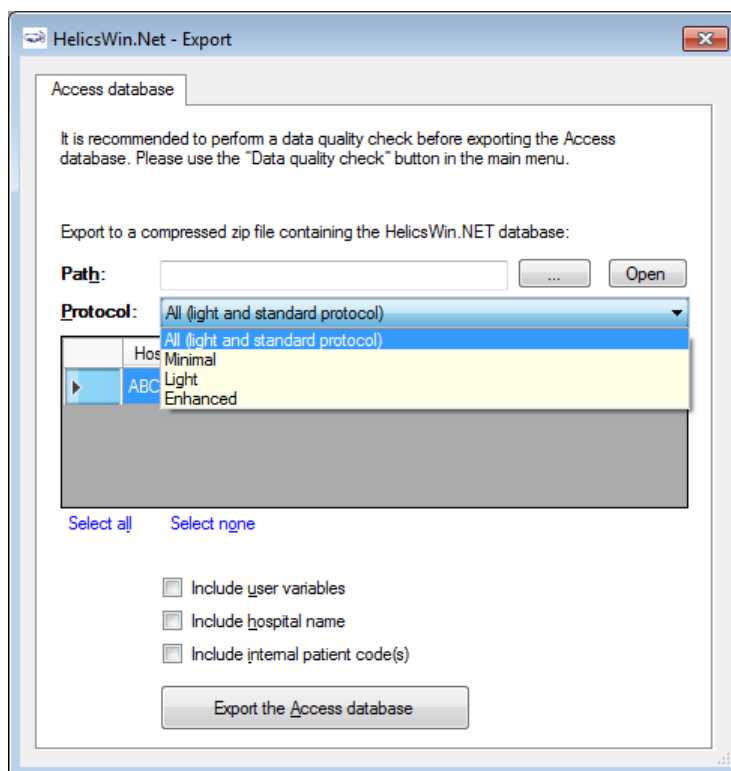 HelicsWin.Net - Export
Access database
It is recommended to perform a data quality check before exporting the Access
database. Please use the "Data quality check" button in the main menu.
Export to a compressed zip file containing the HelicsWin.NET database:
Path: ... Open
Protocol: All (light and standard protocol)
All (light and standard protocol)
Hos Minimal
Light
ABC Enhanced
Select all Select none
Include user variables
Include hospital name
Include internal patient code(s)
Export the Access database